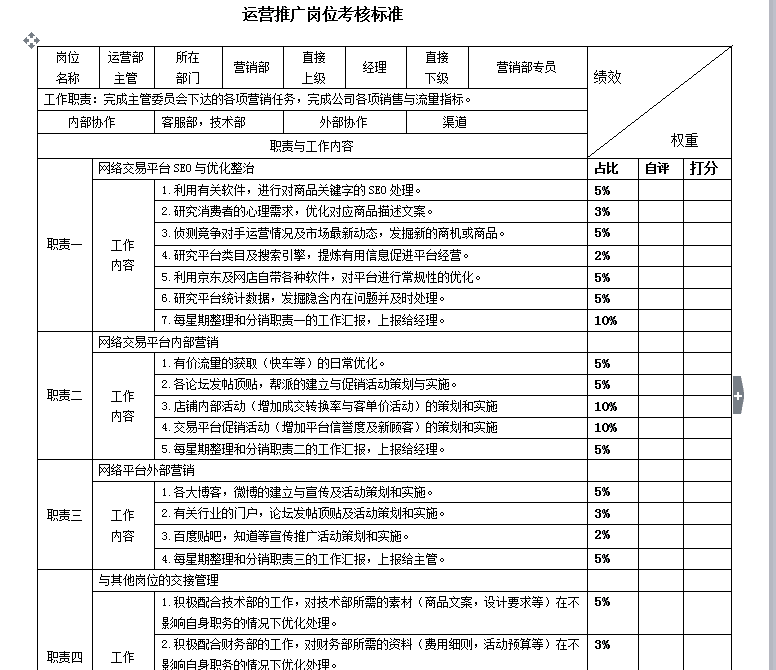 运营推广岗位考核标准
岗位名称 运营部主管 所在部门 营销部 直接上级 经理 直接下级 营销部专员 绩效
工作职责：完成主管委员会下达的各项营销任务，完成公司各项销售与流量指标。
内部协作 客服部，技术部 外部协作 渠道
权重
职责与工作内容
网络交易平台SEO与优化整治 占比 自评 打分
职责一
工作内容
1.利用有关软件，进行对商品关键字的SEO处理。 5%
2.研究消费者的心理需求，优化对应商品描述文案。 3%
3.侦测竞争对手运营情况及市场最新动态，发掘新的商机或商品。 5%
4.研究平台类目及搜索引擎，提炼有用信息促进平台经营。 2%
5.利用京东及网店自带各种软件，对平台进行常规性的优化。 5%
6.研究平台统计数据，发掘隐含内在问题并及时处理。 5%
7.每星期整理和分销职责一的工作汇报，上报给经理。 10%
网络交易平台内部营销
职责二
工作内容
1.有价流量的获取（快车等）的日常优化。 5%
2.各论坛发帖顶贴，帮派的建立与促销活动策划与实施。 5%
3.店铺内部活动（增加成交转换率与客单价活动）的策划和实施 10%
4.交易平台促销活动（增加平台信誉度及新顾客）的策划和实施 10%
5.每星期整理和分销职责二的工作汇报，上报给经理。 5%
网络平台外部营销
职责三
工作内容
1.各大博客，微博的建立与宣传及活动策划和实施。 5%
2.有关行业的门户，论坛发帖顶贴及活动策划和实施。 3%
3.百度贴吧，知道等宣传推广活动策划和实施。 2%
4.每星期整理和分销职责三的工作汇报，上报给主管。 5%
与其他岗位的交接管理
职责四
工作
1.积极配合技术部的工作，对技术部所需的素材（商品文案，设计要求等）在不 5%
影响自身职务的情况下优化处理。
2.积极配合财务部的工作，对财务部所需的资料（费用细则，活动预算等）在不 3%
影响自身职务的情况下优化处理。